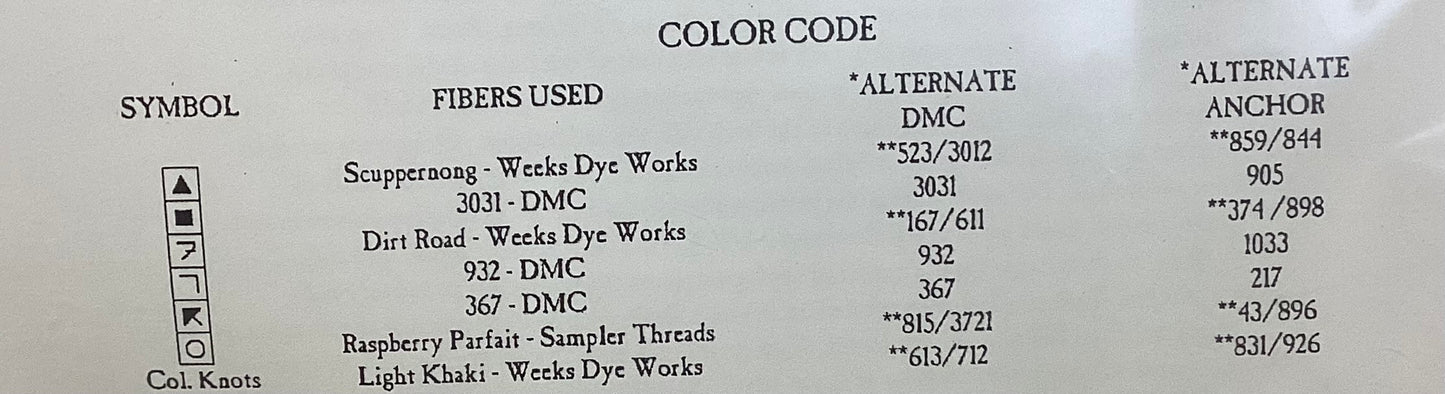 COLOR CODE
SYMBOL FIBERS USED *ALTERNATE DMC *ALTERNATE ANCHOR
▲ Scuppernong - Weeks Dye Works **523/3012 **859/844
■ 3031 - DMC 3031 905
Dirt Road - Weeks Dye Works **167/611 **374/898
932 - DMC 932 1033
367 - DMC 367 217
O Raspberry Parfait - Sampler Threads **815/3721 **43/896
Col. Knots Light Khaki - Weeks Dye Works **613/712 **831/926